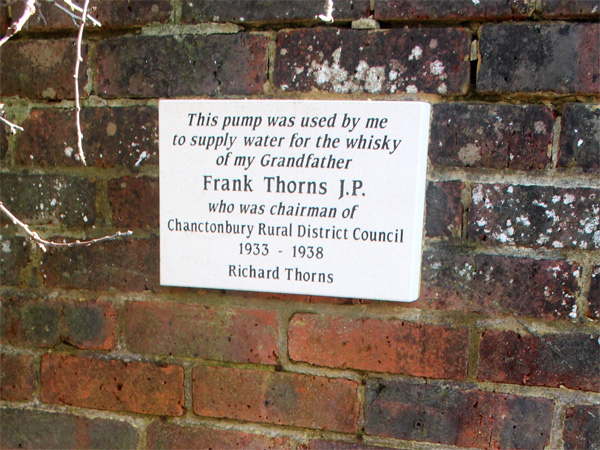 This pump was used by me
to supply water for the whisky
of my Grandfather
Frank Thorns J.P.
who was chairman of
Chanctonbury Rural District Council
1933 - 1938
Richard Thorns